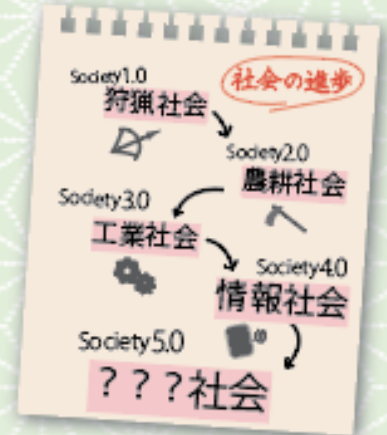 社会の進歩
Society1.0
狩猟社会
Society2.0
農耕社会
Society3.0
工業社会
Society4.0
情報社会
Society5.0
???社会